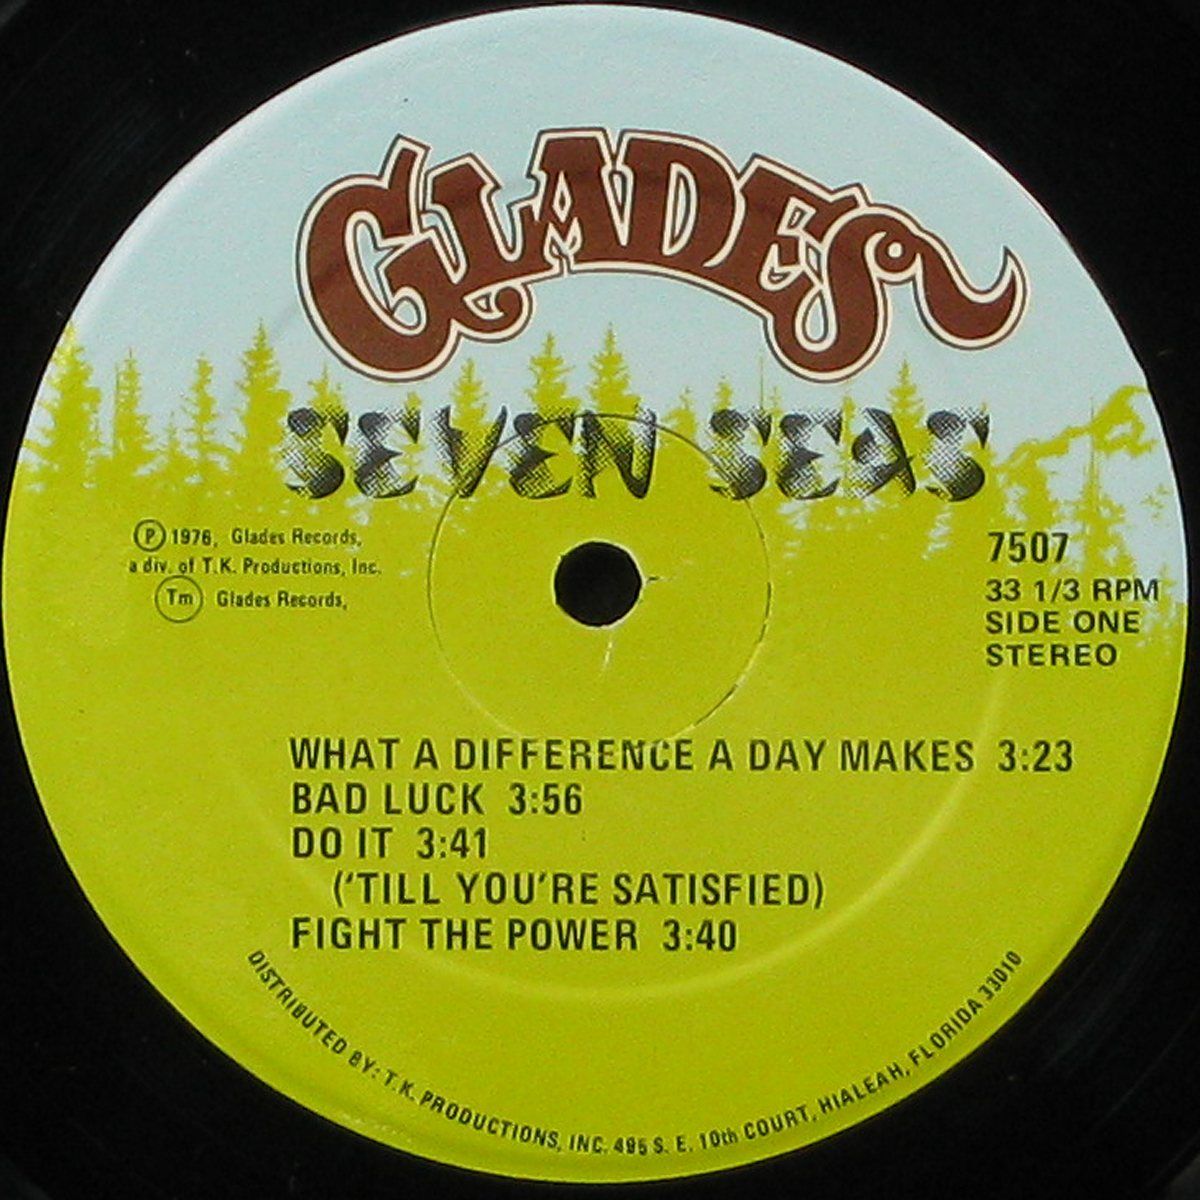 GLADES
SEVEN SEAS
Ⓟ 1976, Glades Records,
a div. of T.K. Productions, Inc.
Tm Glades Records,
7507
33 1/3 RPM
SIDE ONE
STEREO
WHAT A DIFFERENCE A DAY MAKES 3:23
BAD LUCK 3:56
DO IT 3:41
('TILL YOU'RE SATISFIED)
FIGHT THE POWER 3:40
DISTRIBUTED BY: T.K. PRODUCTIONS, INC. 495 S. E. 10th COURT, HIALEAH, FLORIDA 33010